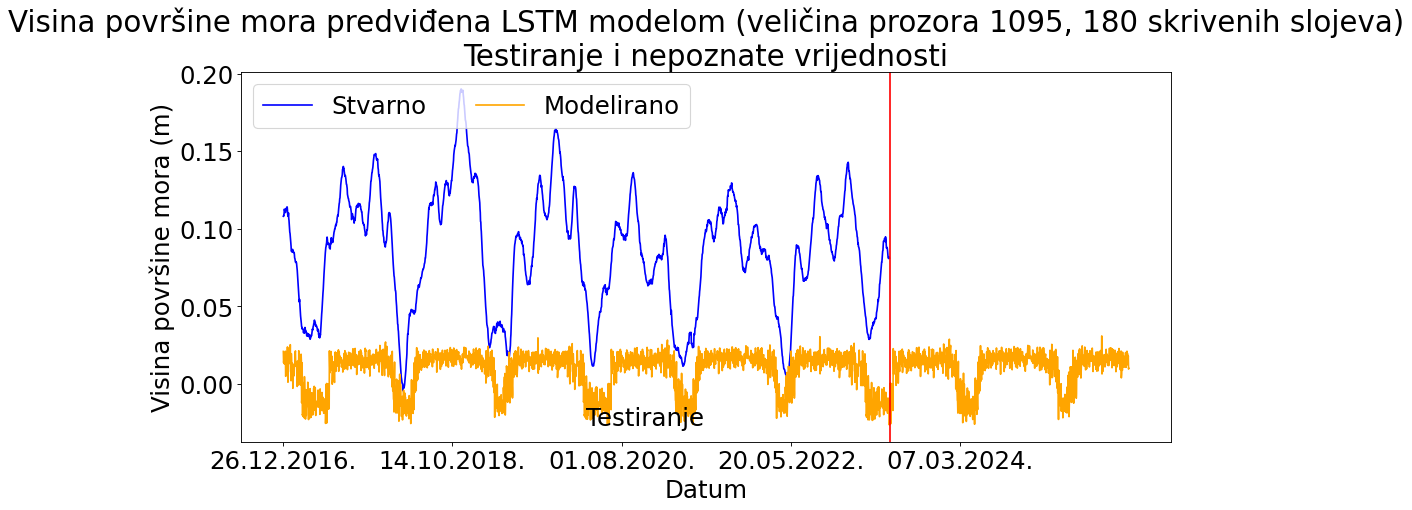 Visina površine mora predviđena LSTM modelom (veličina prozora 1095, 180 skrivenih slojeva)
Testiranje i nepoznate vrijednosti
Stvarno
Modelirano
Visina površine mora (m)
0.20
0.15
0.10
0.05
0.00
Testiranje
26.12.2016.
14.10.2018.
01.08.2020.
20.05.2022.
07.03.2024.
Datum